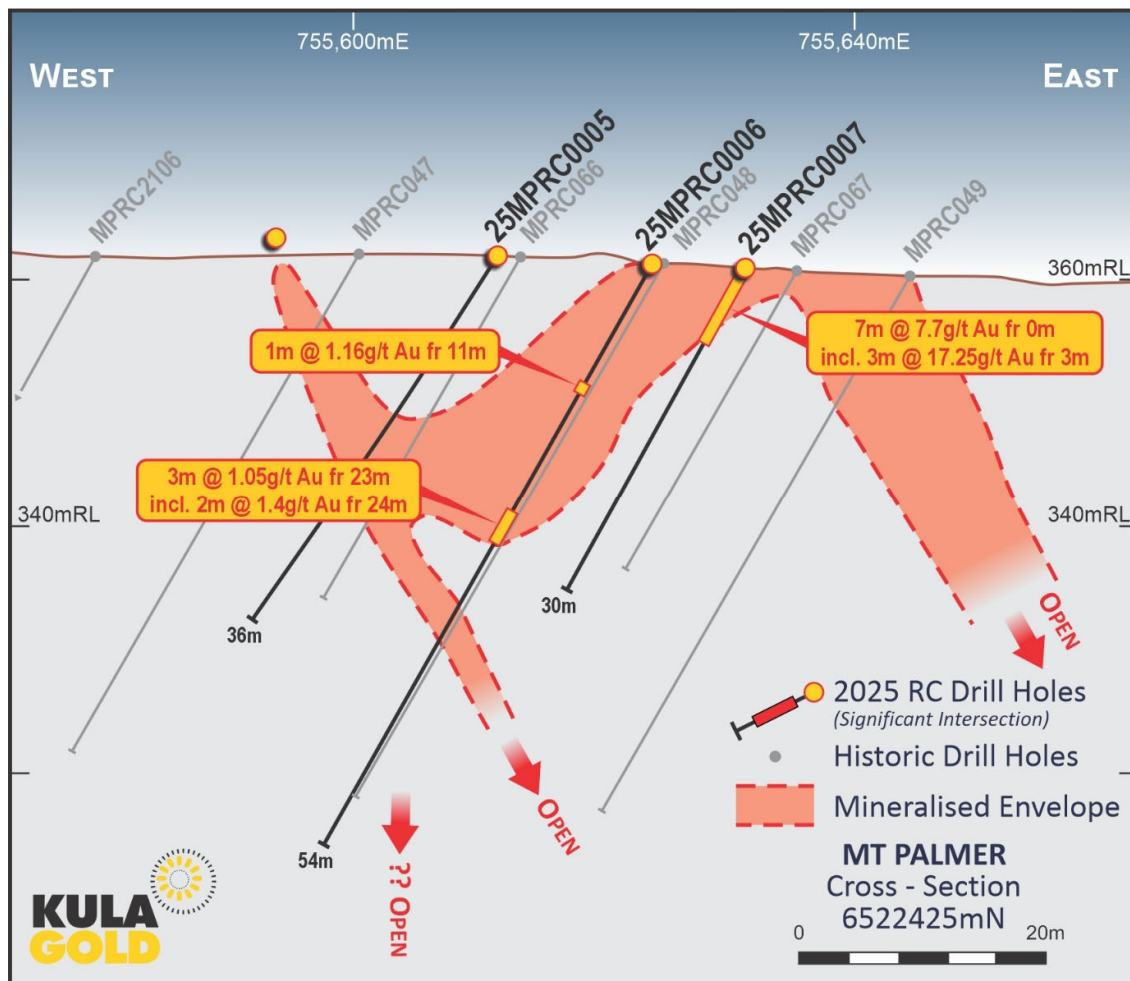 755,600mE
755,640mE
WEST
EAST
MPRC2106
MPRC047
25MPRC0005
MPRC066
25MPRC0006
MPRC048
25MPRC0007
MPRC067
MPRC049
360mRL
1m @ 1.16g/t Au fr 11m
7m @ 7.7g/t Au fr 0m
incl. 3m @ 17.25g/t Au fr 3m
3m @ 1.05g/t Au fr 23m
incl. 2m @ 1.4g/t Au fr 24m
340mRL
340mRL
36m
30m
54m
OPEN
OPEN
?? OPEN
2025 RC Drill Holes
(Significant Intersection)
Historic Drill Holes
Mineralised Envelope
MT PALMER
Cross - Section
6522425mN
0
20m
KULA
GOLD